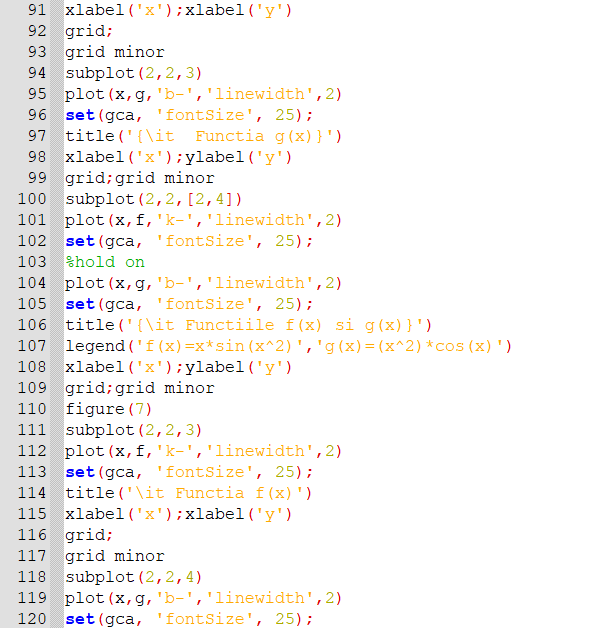 91 xlabel('x');xlabel('y')
92 grid;
93 grid minor
94 subplot(2,2,3)
95 plot(x,g,'b-','linewidth',2)
96 set(gca, 'fontSize', 25);
97 title('{\it  Functia g(x)}')
98 xlabel('x');ylabel('y')
99 grid;grid minor
100 subplot(2,2,[2,4])
101 plot(x,f,'k-','linewidth',2)
102 set(gca, 'fontSize', 25);
103 %hold on
104 plot(x,g,'b-','linewidth',2)
105 set(gca, 'fontSize', 25);
106 title('{\it Functiile f(x) si g(x)}')
107 legend('f(x)=x*sin(x^2)','g(x)=(x^2)*cos(x)')
108 xlabel('x');ylabel('y')
109 grid;grid minor
110 figure(7)
111 subplot(2,2,3)
112 plot(x,f,'k-','linewidth',2)
113 set(gca, 'fontSize', 25);
114 title('\it Functia f(x)')
115 xlabel('x');xlabel('y')
116 grid;
117 grid minor
118 subplot(2,2,4)
119 plot(x,g,'b-','linewidth',2)
120 set(gca, 'fontSize', 25);